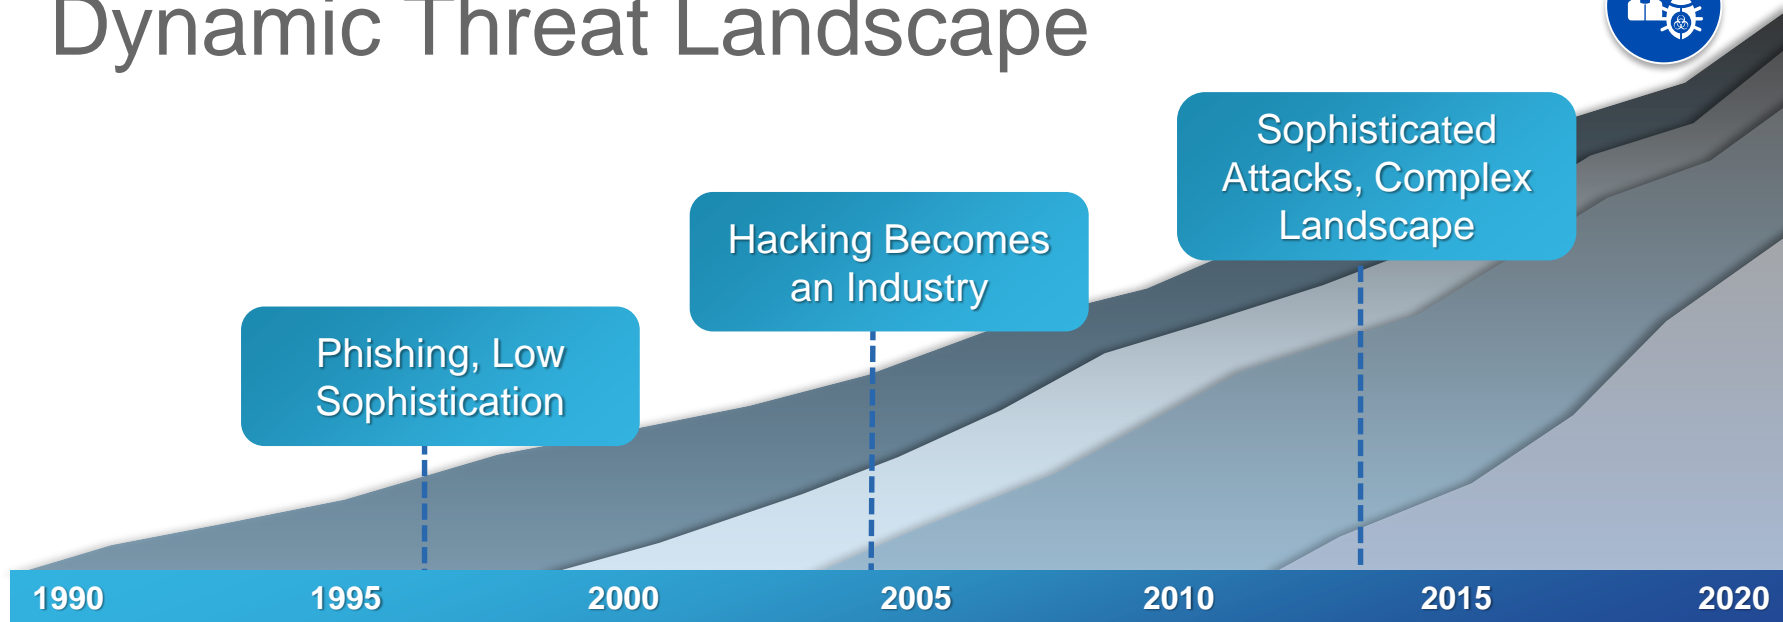 Dynamic Threat Landscape
Sophisticated
Attacks, Complex
Landscape
Hacking Becomes
an Industry
Phishing, Low
Sophistication
1990 1995 2000 2005 2010 2015 2020